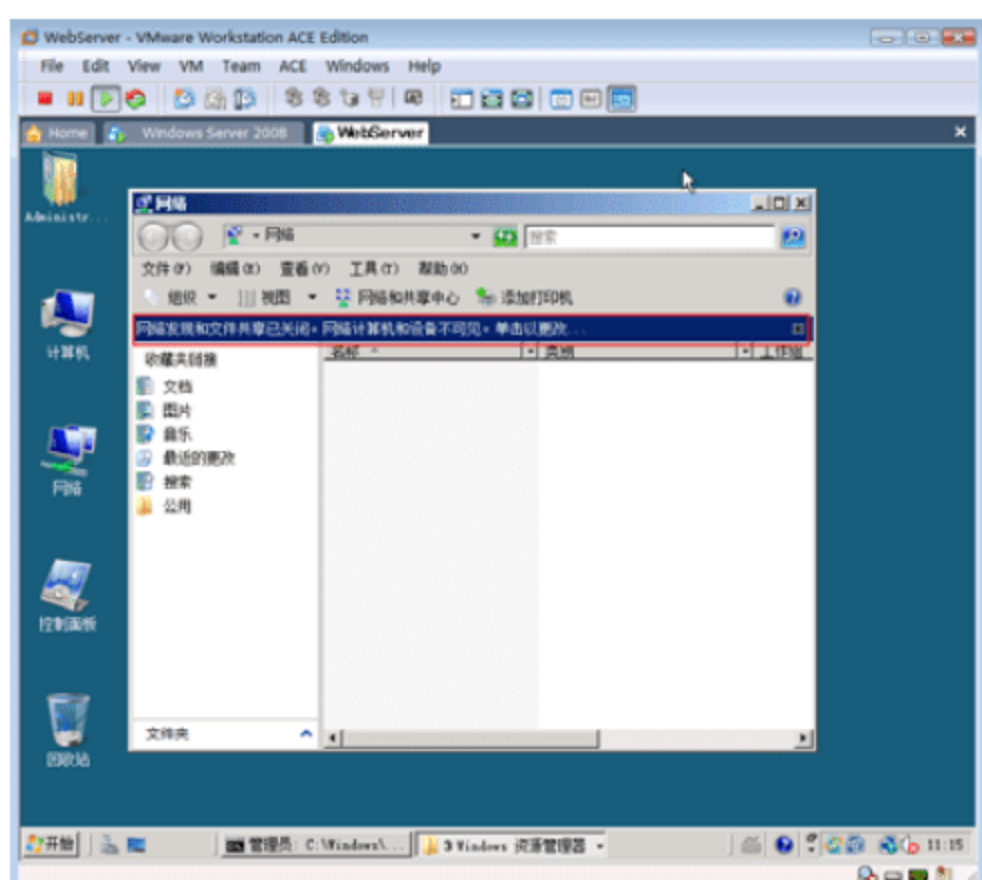 WebServer - VMware Workstation ACE Edition
File Edit View VM Team ACE Windows Help
Home Windows Server 2008 WebServer
Administr...
网络
网络 搜索
文件(F) 编辑(E) 查看(V) 工具(T) 帮助(H)
组织 视图 网络和共享中心 添加打印机
网络发现和文件共享已关闭。网络计算机和设备不可见。单击以更改...
收藏夹链接
名称 类别 工作组
文档
图片
音乐
最近的更改
搜索
公用
文件夹
计算机
网络
控制面板
回收站
开始 管理员: C:\Windows\... 3 Windows 资源管理器 11:15